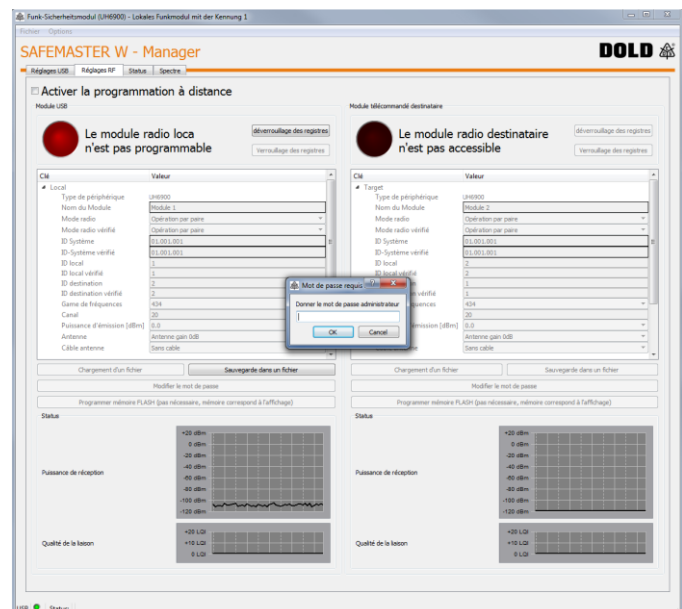 Funk-Sicherheitsmodul (UH6900) - Lokales Funkmodul mit der Kennung 1
Fichier Options
SAFEMASTER W - Manager
DOLD
Réglages USB Réglages RF Status Spectre
Activer la programmation à distance
Module USB
Le module radio loca
n'est pas programmable
déverrouillage des registres
Verrouillage des registres
Clé Valeur
Local
Type de périphérique UH6900
Nom du Module Module 1
Mode radio Opération par paire
Mode radio vérifié Opération par paire
ID Système 01.001.001
ID-Système vérifié 01.001.001
ID local 1
ID local vérifié 1
ID destination 2
ID destination vérifié 2
Game de fréquences 434
Canal 20
Puissance d'émission [dBm] 0.0
Antenne Antenne gain 0dB
Câble antenne Sans cable
Chargement d'un fichier Sauvegarde dans un fichier
Modifier le mot de passe
Programmer mémoire FLASH (pas nécessaire, mémoire correspond à l'affichage)
Status
Puissance de réception
+20 dBm
0 dBm
-20 dBm
-40 dBm
-60 dBm
-80 dBm
-100 dBm
-120 dBm
Qualité de la liaison
+20 LQI
+10 LQI
0 LQI
Module télécommandé destinataire
Le module radio destinataire
n'est pas accessible
déverrouillage des registres
Verrouillage des registres
Clé Valeur
Target
Type de périphérique UH6900
Nom du Module Module 2
Mode radio Opération par paire
Mode radio vérifié Opération par paire
ID Système 01.001.001
ID-Système vérifié 01.001.001
ID local 2
ID local vérifié 2
1
1
434
20
émission [dBm] 0.0
Antenne gain 0dB
antenne Sans cable
Chargement d'un fichier Sauvegarde dans un fichier
Modifier le mot de passe
Programmer mémoire FLASH (pas nécessaire, mémoire correspond à l'affichage)
Status
Puissance de réception
+20 dBm
0 dBm
-20 dBm
-40 dBm
-60 dBm
-80 dBm
-100 dBm
-120 dBm
Qualité de la liaison
+20 LQI
+10 LQI
0 LQI
Mot de passe requis
Donner le mot de passe administrateur
OK Cancel
USB Status: